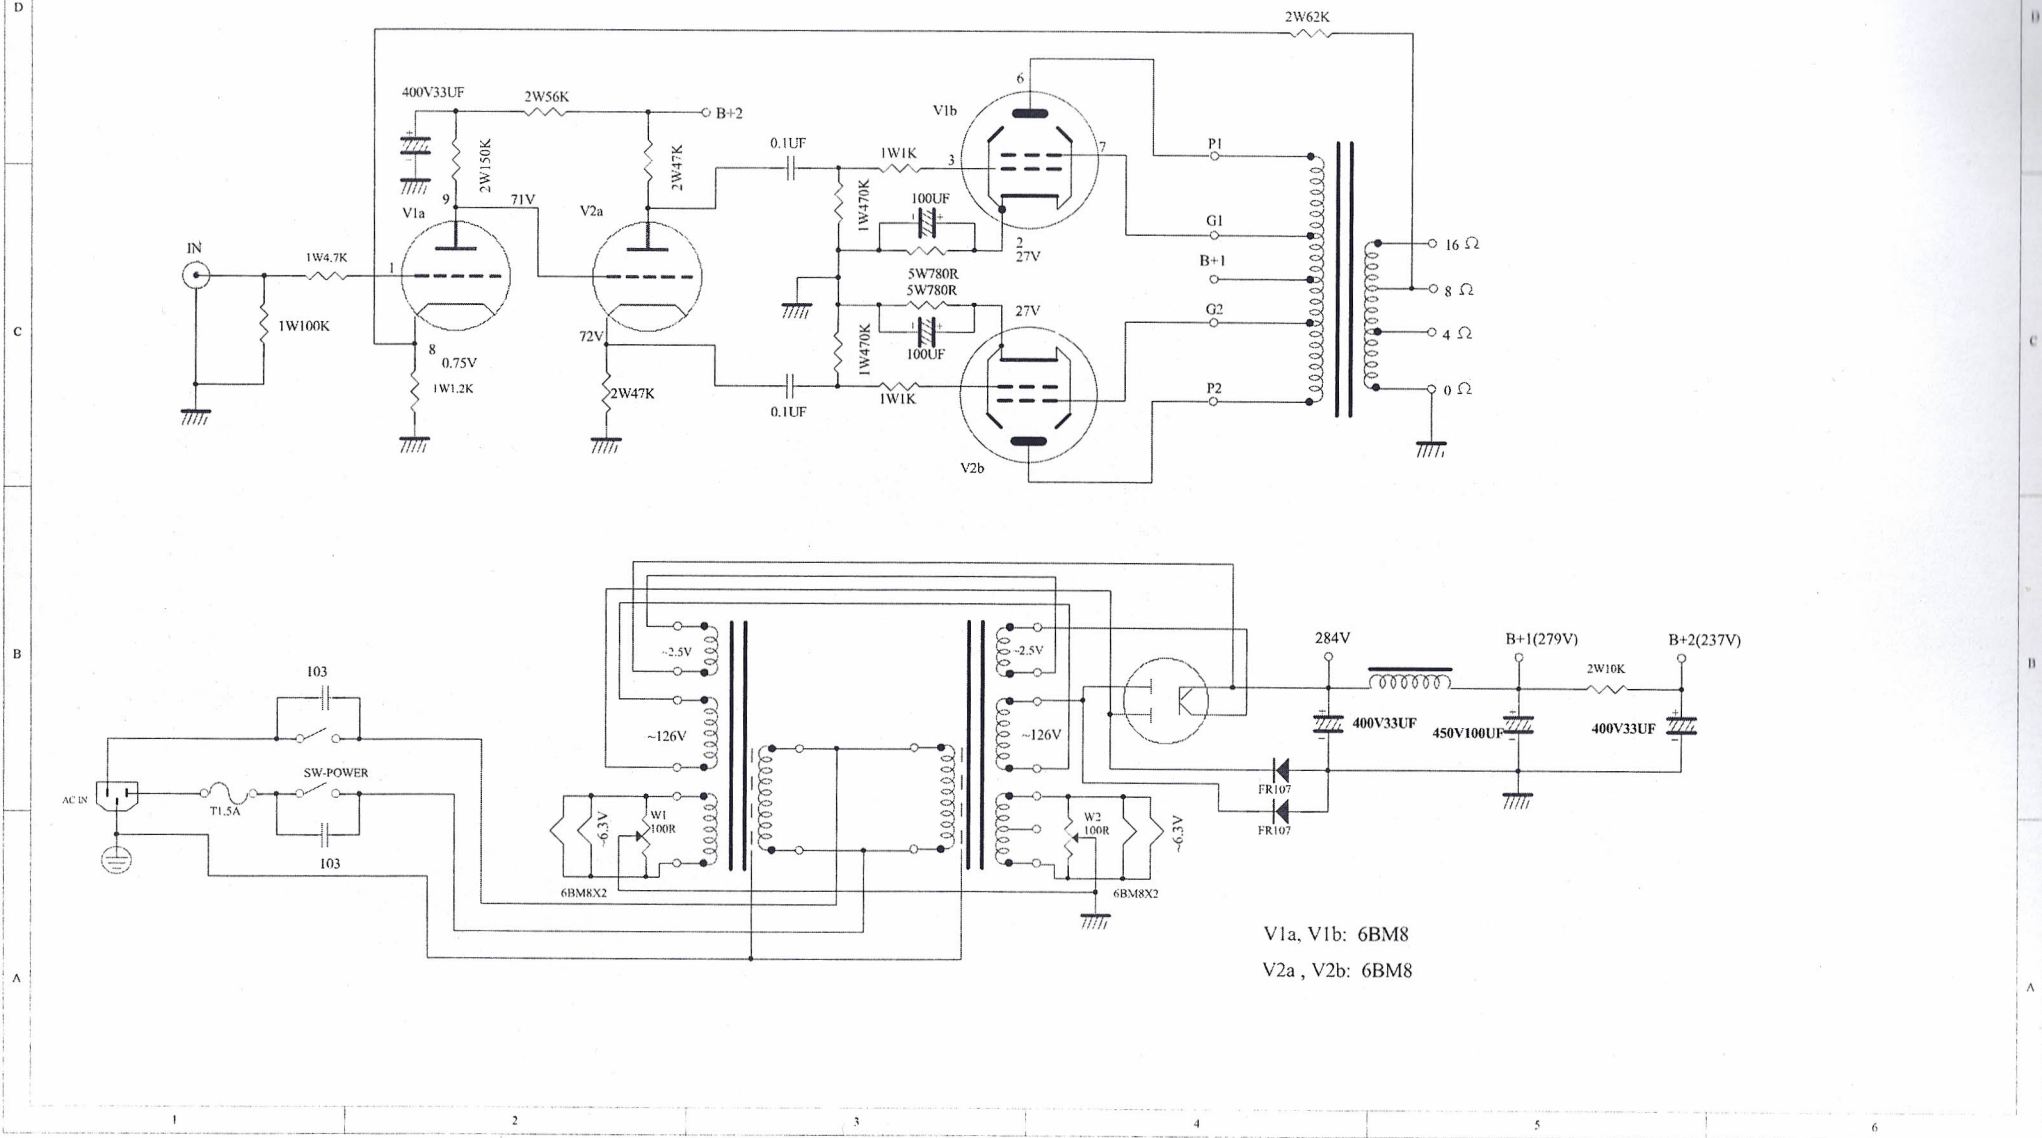 D
D
2W62K
400V33UF
2W56K
B+2
6
V1b
0.1UF
1W1K
3
7
P1
2W150K
2W47K
9
71V
V1a
V2a
1W470K
100UF
2
27V
G1
IN
1W4.7K
1
16 Ω
B+1
5W780R
5W780R
8 Ω
1W100K
C
C
72V
27V
G2
4 Ω
8
0.75V
1W1.2K
2W47K
1W470K
100UF
0.1UF
1W1K
P2
0 Ω
V2b
B
B
~2.5V
~2.5V
284V
B+1(279V)
B+2(237V)
2W10K
103
~126V
~126V
400V33UF
450V100UF
400V33UF
SW-POWER
AC IN
T1.5A
FR107
FR107
103
~6.3V
W1
100R
W2
100R
~6.3V
6BM8X2
6BM8X2
V1a, V1b: 6BM8
V2a , V2b: 6BM8
A
A
1
2
3
4
5
6